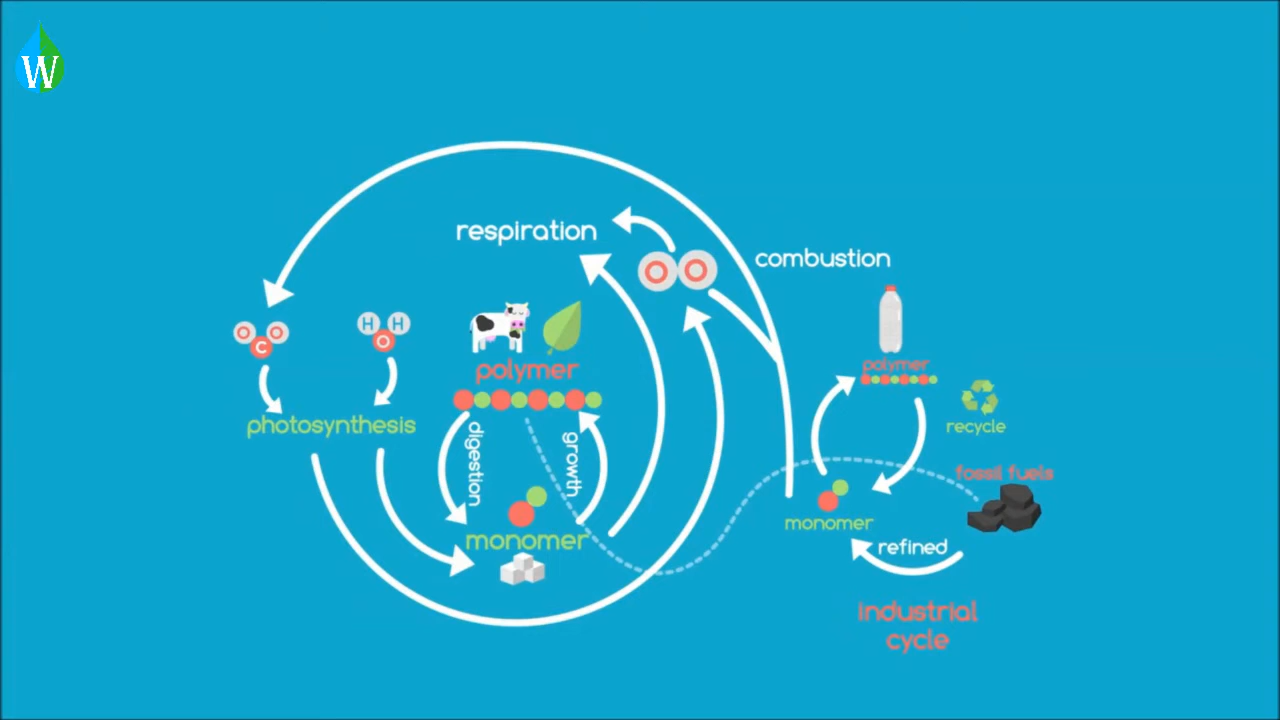 W
respiration
combustion
O O
O O
C
H H
O
polymer
polymer
photosynthesis
recycle
digestion
growth
fossil fuels
monomer
monomer
refined
industrial
cycle